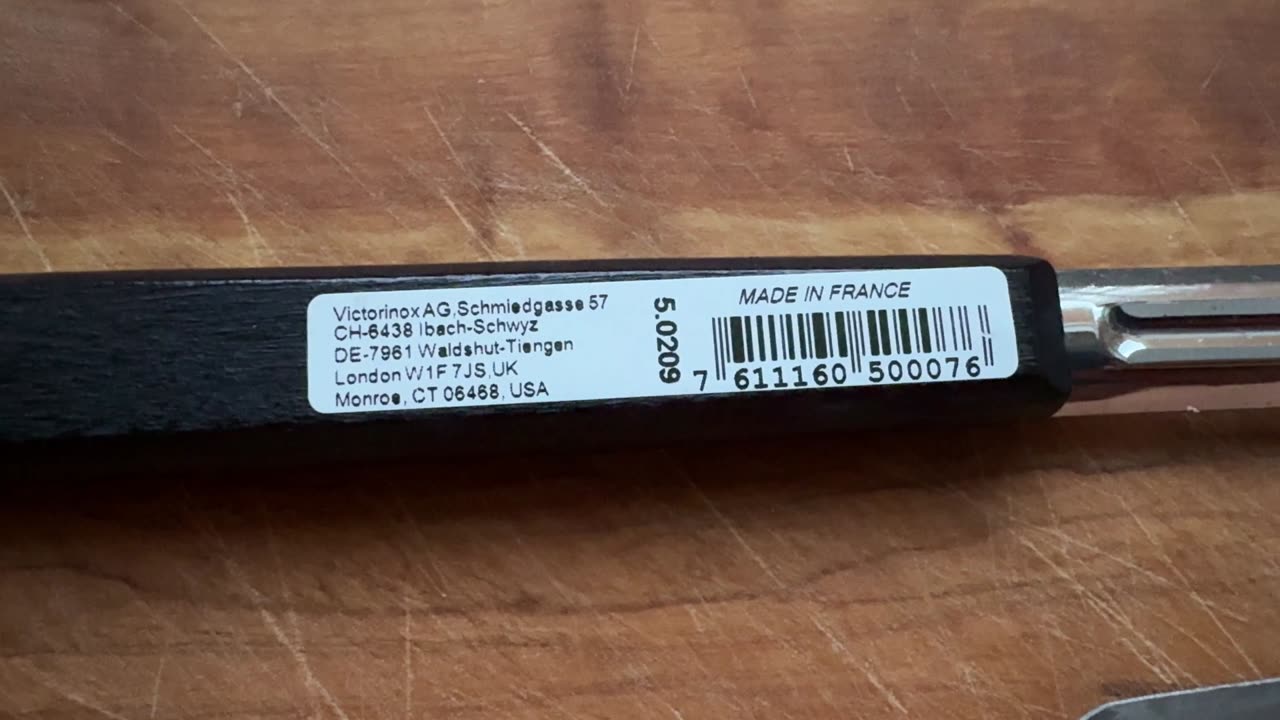 Victorinox AG, Schmiedgasse 57
CH-6438 Ibach-Schwyz
DE-7961 Waldshut-Tiengen
London W1F 7JS, UK
Monroe, CT 06468, USA
5.0209
MADE IN FRANCE
7 611160 500076